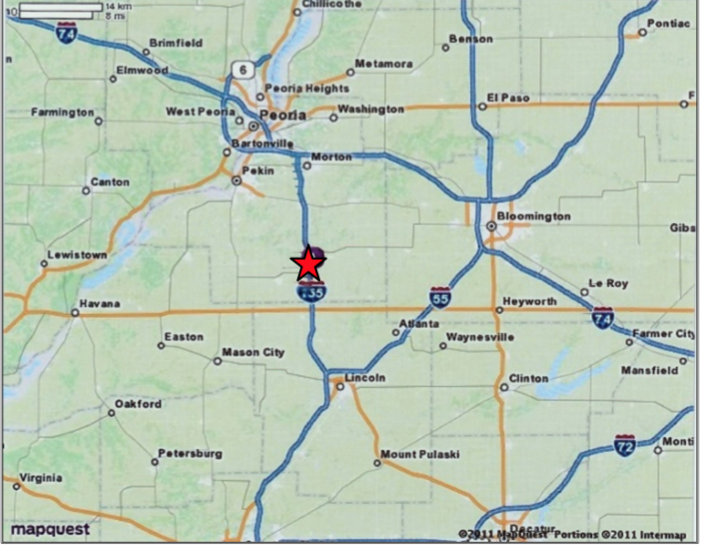 14 km
8 mi
Chillicothe
Pontiac
74
Brimfield
Benson
Elmwood
6
Metamora
Peoria Heights
El Paso
F
Farmington
West Peoria
Peoria
Washington
Bartonville
Morton
Pekin
Canton
Bloomington
Gibs
Lewistown
Le Roy
55
Havana
Heyworth
74
Atlanta
Farmer City
Easton
Waynesville
Mason City
Mansfield
Lincoln
Clinton
Oakford
72
Monti
Petersburg
Mount Pulaski
Virginia
mapquest
Decatur
©2011 MapQuest Portions ©2011 Intermap